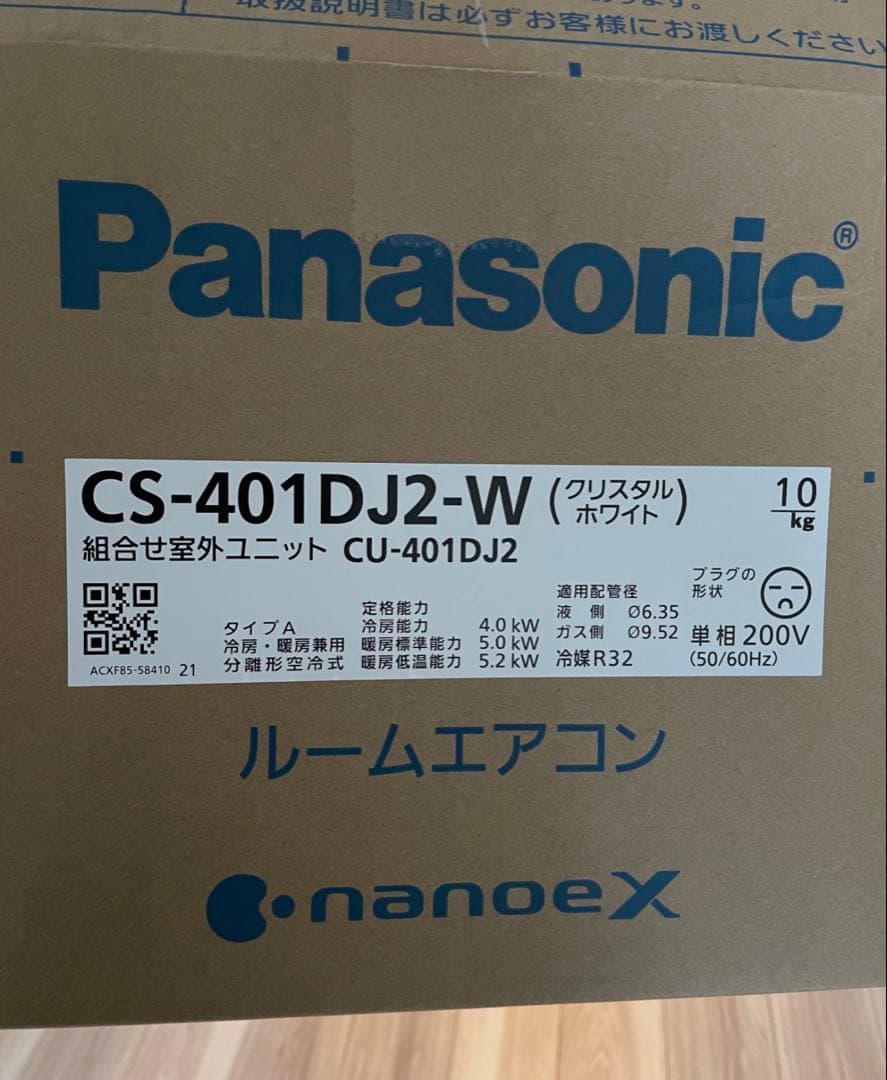 取扱説明書は必ずお客様にお渡しください
Panasonic®
CS-401DJ2-W (クリスタルホワイト) 10kg
組合せ室外ユニット CU-401DJ2
ACXF85-58410 21
タイプA
冷房・暖房兼用
分離形空冷式
定格能力
冷房能力 4.0 kW
暖房標準能力 5.0 kW
暖房低温能力 5.2 kW
適用配管径
液 側 Ø6.35
ガス側 Ø9.52
冷媒R32
プラグの
形状
単相 200V
(50/60Hz)
ルームエアコン
nanoeX